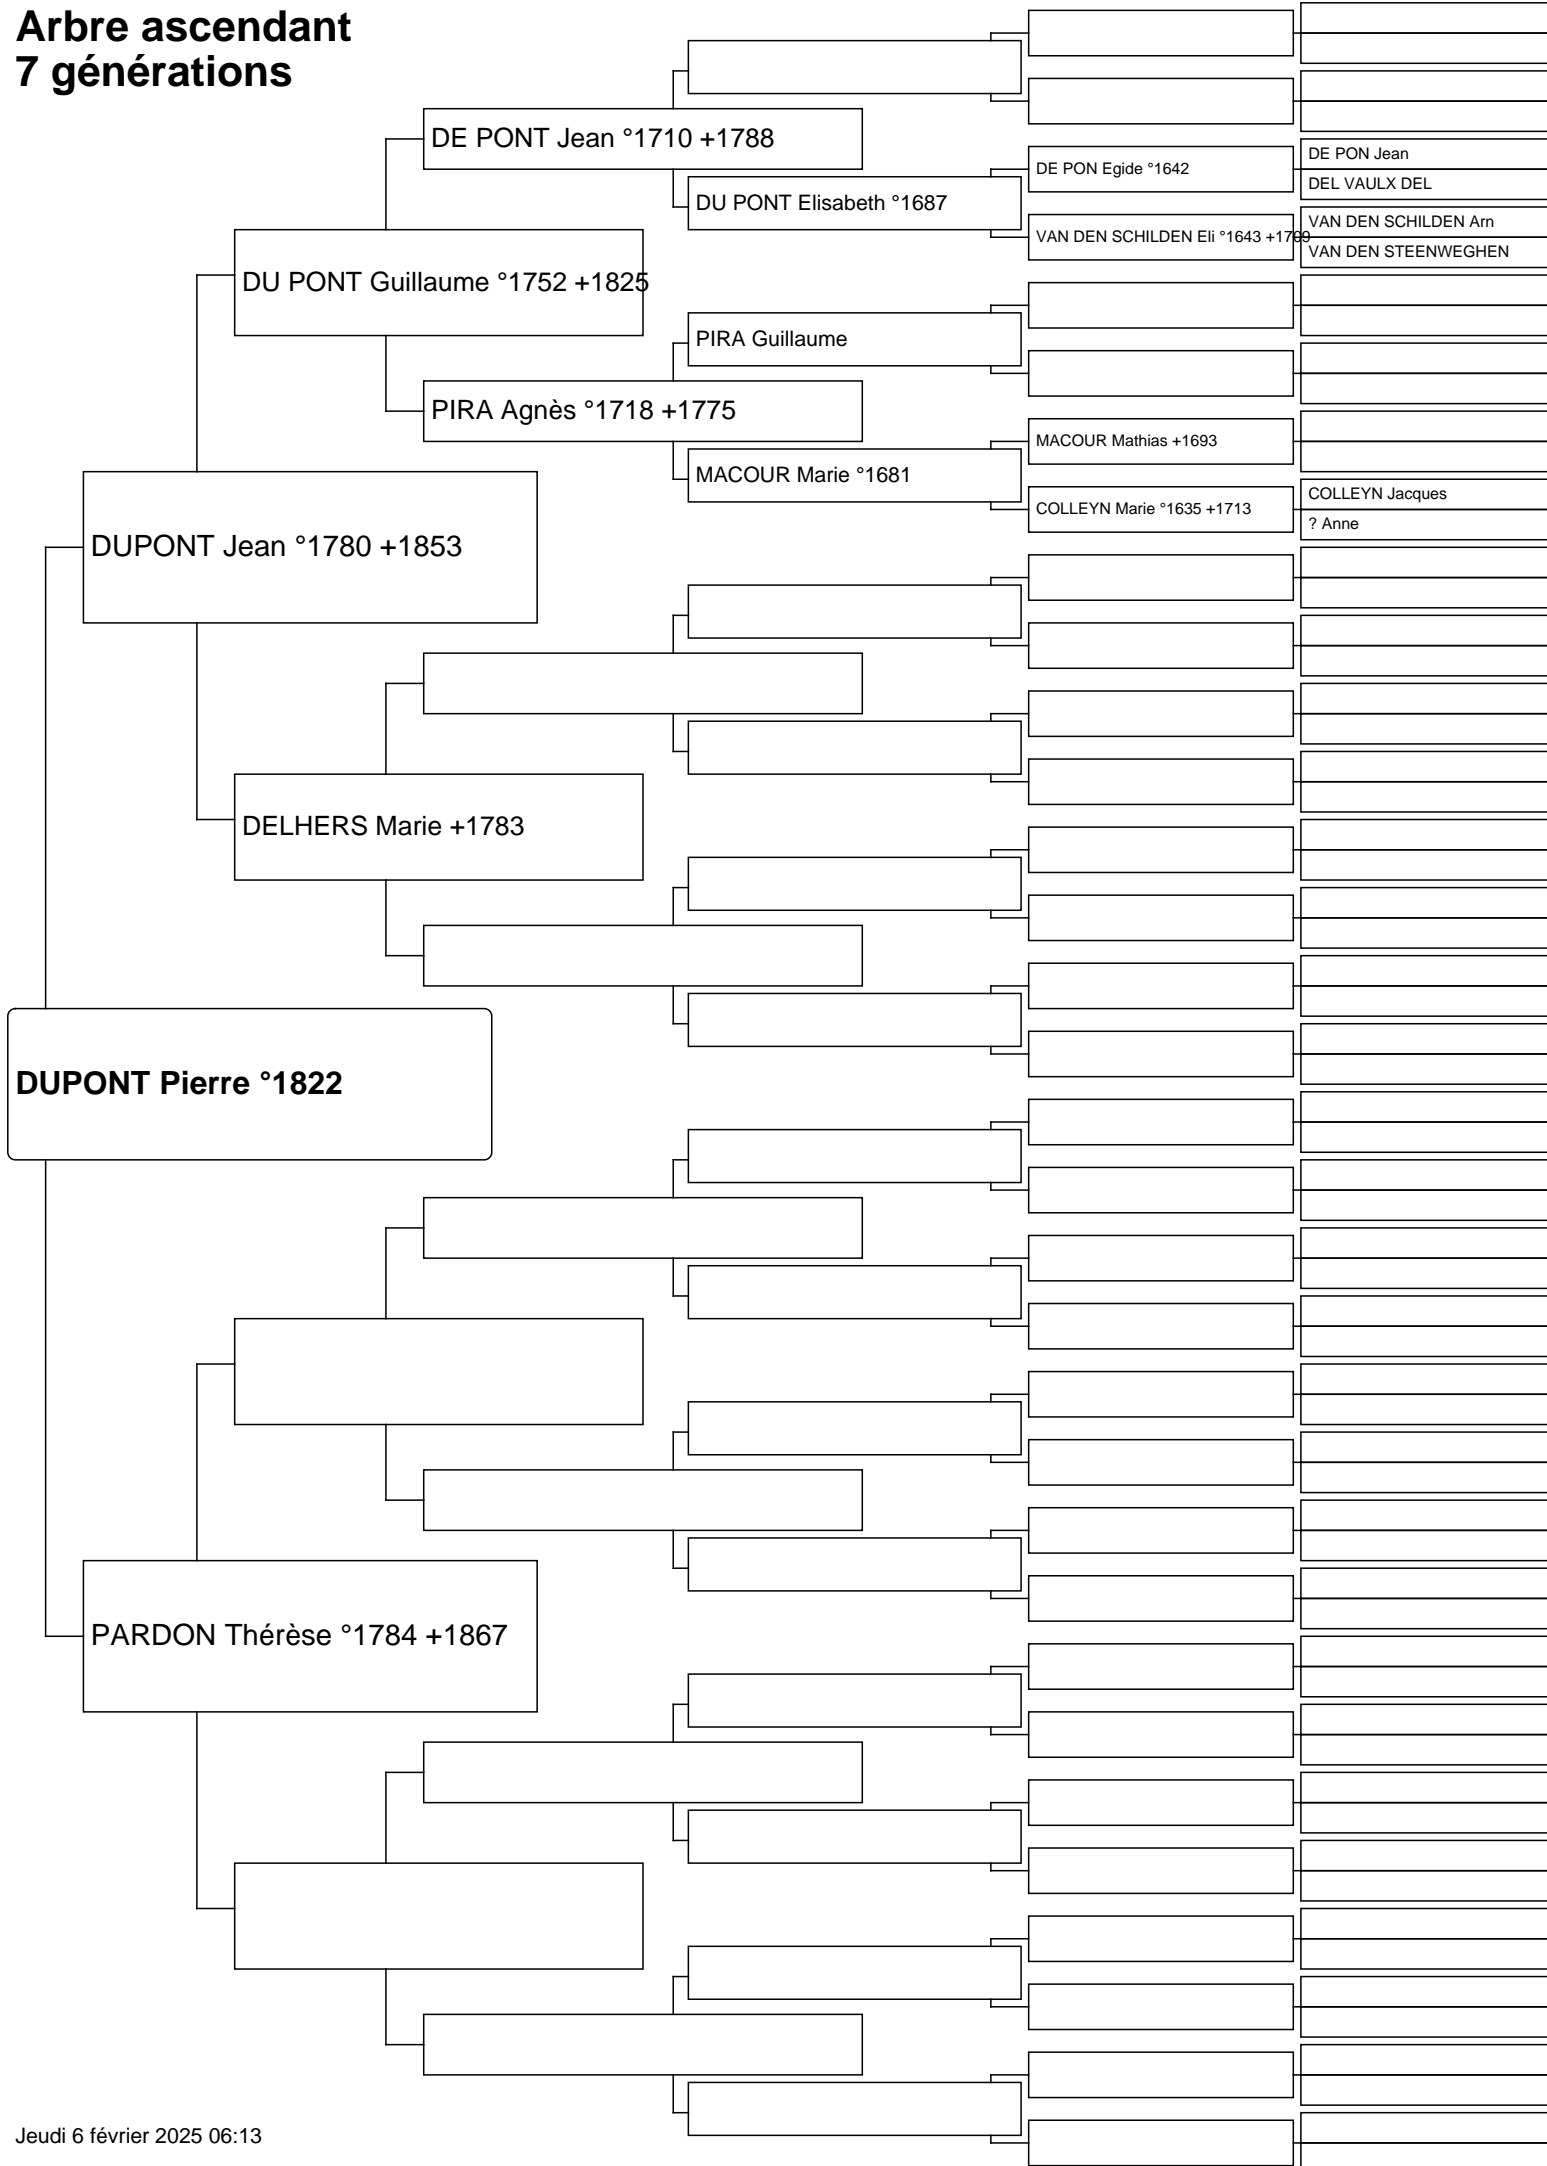 Arbre ascendant
7 générations
DE PONT Jean °1710 +1788
DE PON Egide °1642
DE PON Jean
DEL VAULX DEL
DU PONT Elisabeth °1687
VAN DEN SCHILDEN Eli °1643 +1709
VAN DEN SCHILDEN Arn
VAN DEN STEENWEGHEN
DU PONT Guillaume °1752 +1825
PIRA Guillaume
PIRA Agnès °1718 +1775
MACOUR Mathias +1693
MACOUR Marie °1681
COLLEYN Marie °1635 +1713
COLLEYN Jacques
? Anne
DUPONT Jean °1780 +1853
DELHERS Marie +1783
DUPONT Pierre °1822
PARDON Thérèse °1784 +1867
Jeudi 6 février 2025 06:13